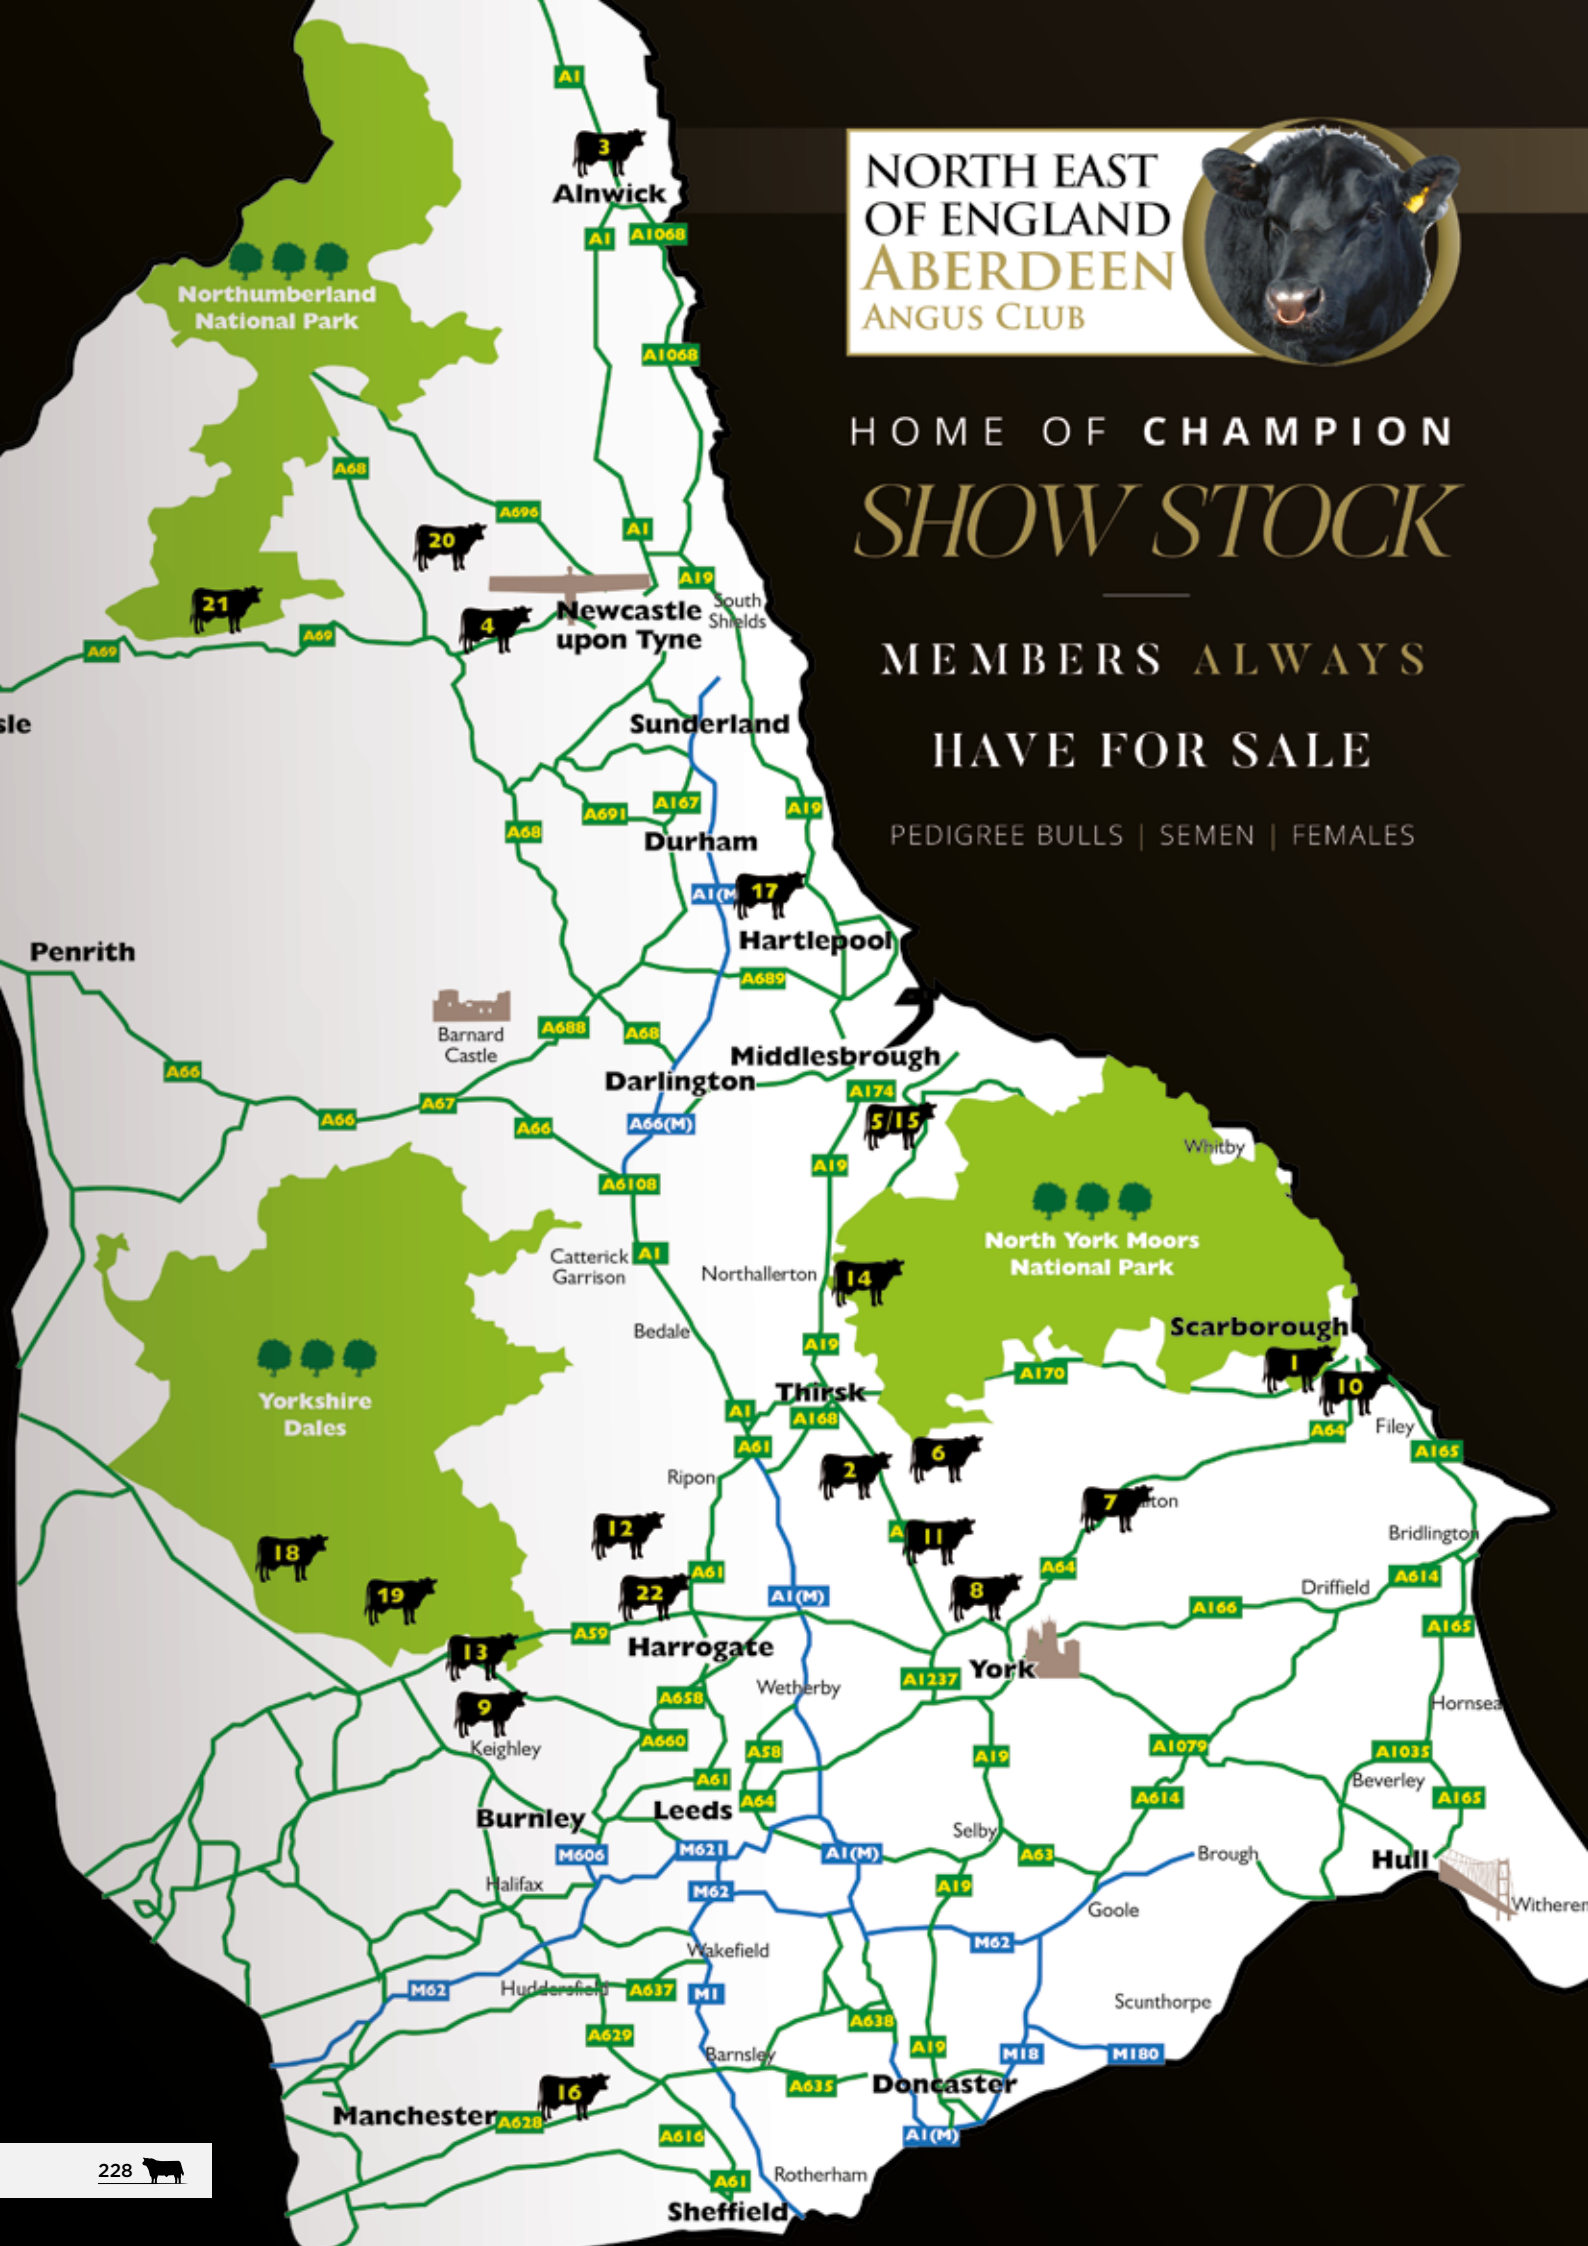 A1
3
Alnwick
A1
A1068
NORTH EAST
OF ENGLAND
ABERDEEN
ANGUS CLUB
Northumberland
National Park
A1068
HOME OF CHAMPION
SHOW STOCK
A68
A696
A1
20
A19
21
South
Shields
4
Newcastle
upon Tyne
A69
A69
MEMBERS ALWAYS
HAVE FOR SALE
sle
Sunderland
A691
A167
A19
A68
Durham
PEDIGREE BULLS | SEMEN | FEMALES
A1(M
17
Penrith
Hartlepool
A689
Barnard
Castle
A688
A68
Middlesbrough
A66
Darlington
A174
A67
A66
A66
A66(M)
5/15
Whitby
A19
A6108
North York Moors
National Park
Catterick
Garrison
A1
Northallerton
14
Bedale
A19
Scarborough
1
A170
10
Yorkshire
Dales
Thirsk
A1
A168
A64
Filey
A61
A165
6
2
Ripon
7
lton
12
A
11
Bridlington
18
A61
A64
A614
19
22
A1(M)
8
Driffield
A166
A165
A59
Harrogate
13
York
A1237
A658
Wetherby
9
Hornsea
Keighley
A660
A58
A19
A1079
A1035
A61
Beverley
A64
A614
A165
Burnley
Leeds
Selby
M606
M621
A1(M)
A63
Brough
Hull
Halifax
M62
A19
Goole
Witheren
M62
Wakefield
M62
Huddersfield
A637
M1
Scunthorpe
A629
A638
A19
Barnsley
M18
M180
16
A635
Doncaster
Manchester
A628
A616
A1(M)
228
A61
Rotherham
Sheffield